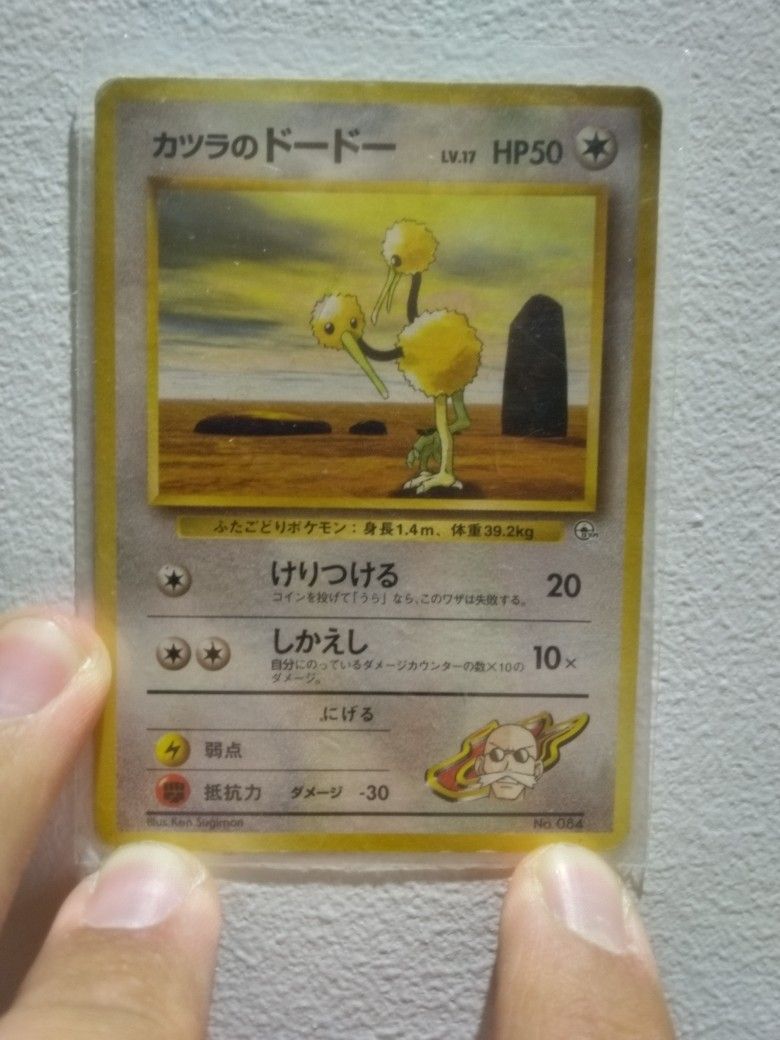 カツラのドードー LV.17 HP50
ふたごどりポケモン：身長1.4m、体重39.2kg
けりつける 20
コインを投げて「うら」なら、このワザは失敗する。
しかえし 10×
自分にのっているダメージカウンターの数×10の
ダメージ。
にげる
弱点
抵抗力 ダメージ -30
Illus. Ken Sugimori No. 084